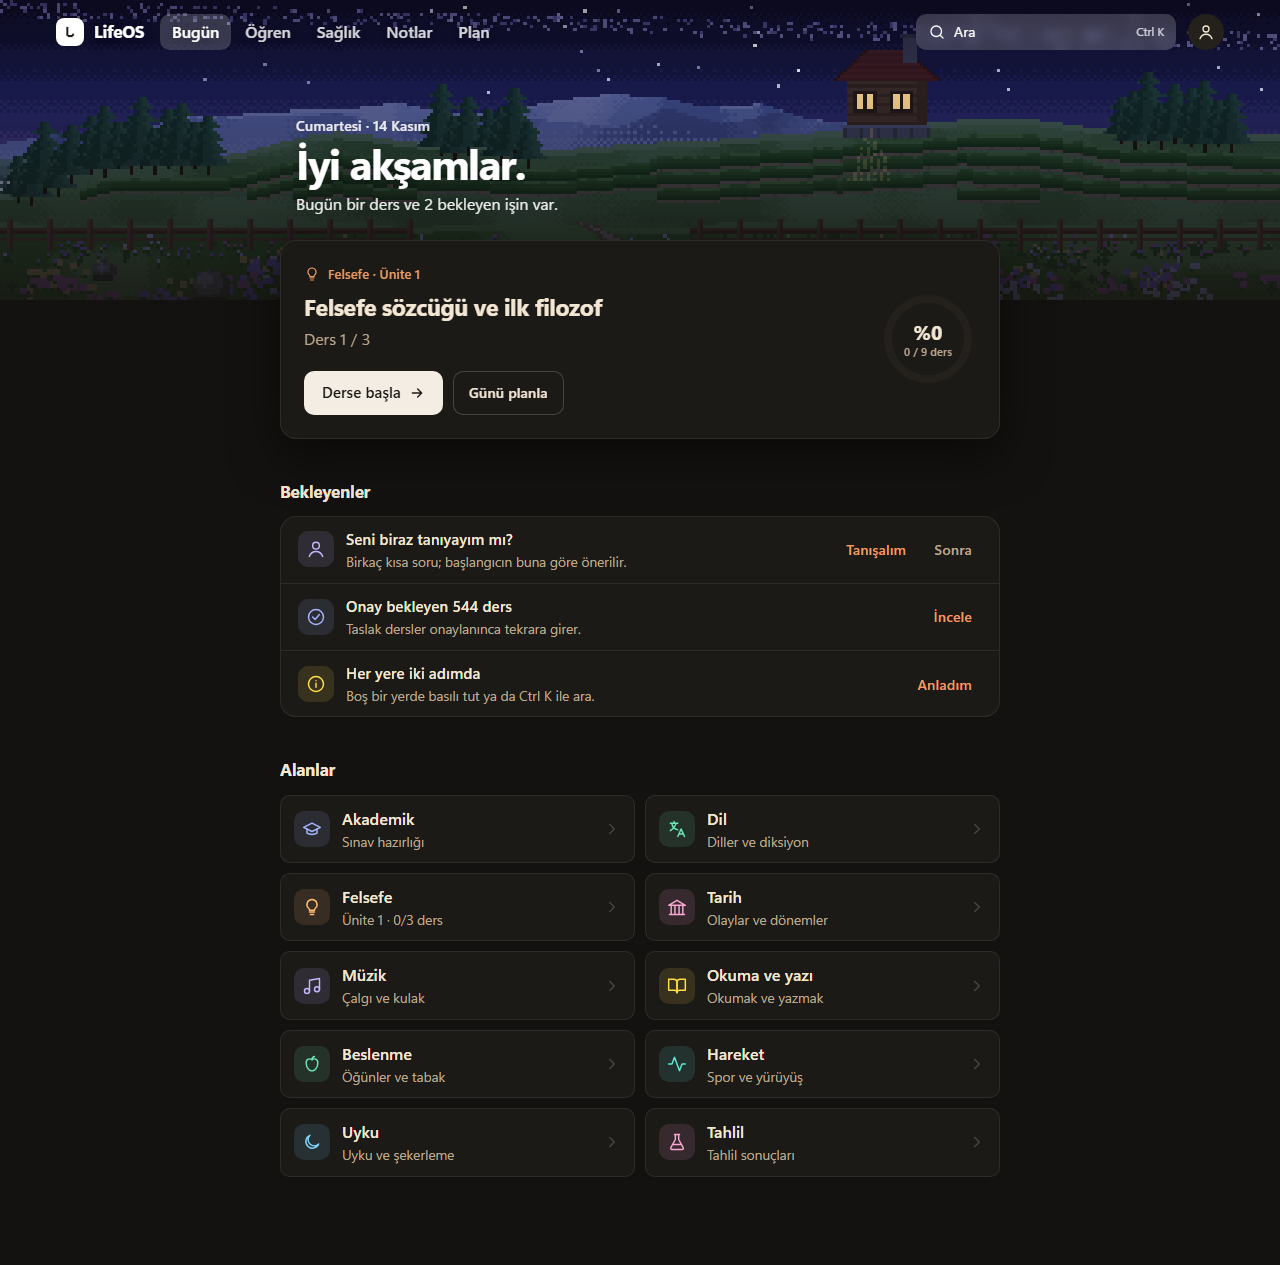 LifeOS
Bugün
Öğren
Sağlık
Notlar
Plan
Ara
Ctrl K
Cumartesi · 14 Kasım
İyi akşamlar.
Bugün bir ders ve 2 bekleyen işin var.
Felsefe · Ünite 1
Felsefe sözcüğü ve ilk filozof
Ders 1 / 3
%0
0 / 9 ders
Derse başla
Günü planla
Bekleyenler
Seni biraz tanıyayım mı?
Birkaç kısa soru; başlangıcın buna göre önerilir.
Tanışalım
Sonra
Onay bekleyen 544 ders
Taslak dersler onaylanınca tekrara girer.
İncele
Her yere iki adımda
Boş bir yerde basılı tut ya da Ctrl K ile ara.
Anladım
Alanlar
Akademik
Sınav hazırlığı
Dil
Diller ve diksiyon
Felsefe
Ünite 1 · 0/3 ders
Tarih
Olaylar ve dönemler
Müzik
Çalgı ve kulak
Okuma ve yazı
Okumak ve yazmak
Beslenme
Öğünler ve tabak
Hareket
Spor ve yürüyüş
Uyku
Uyku ve şekerleme
Tahlil
Tahlil sonuçları